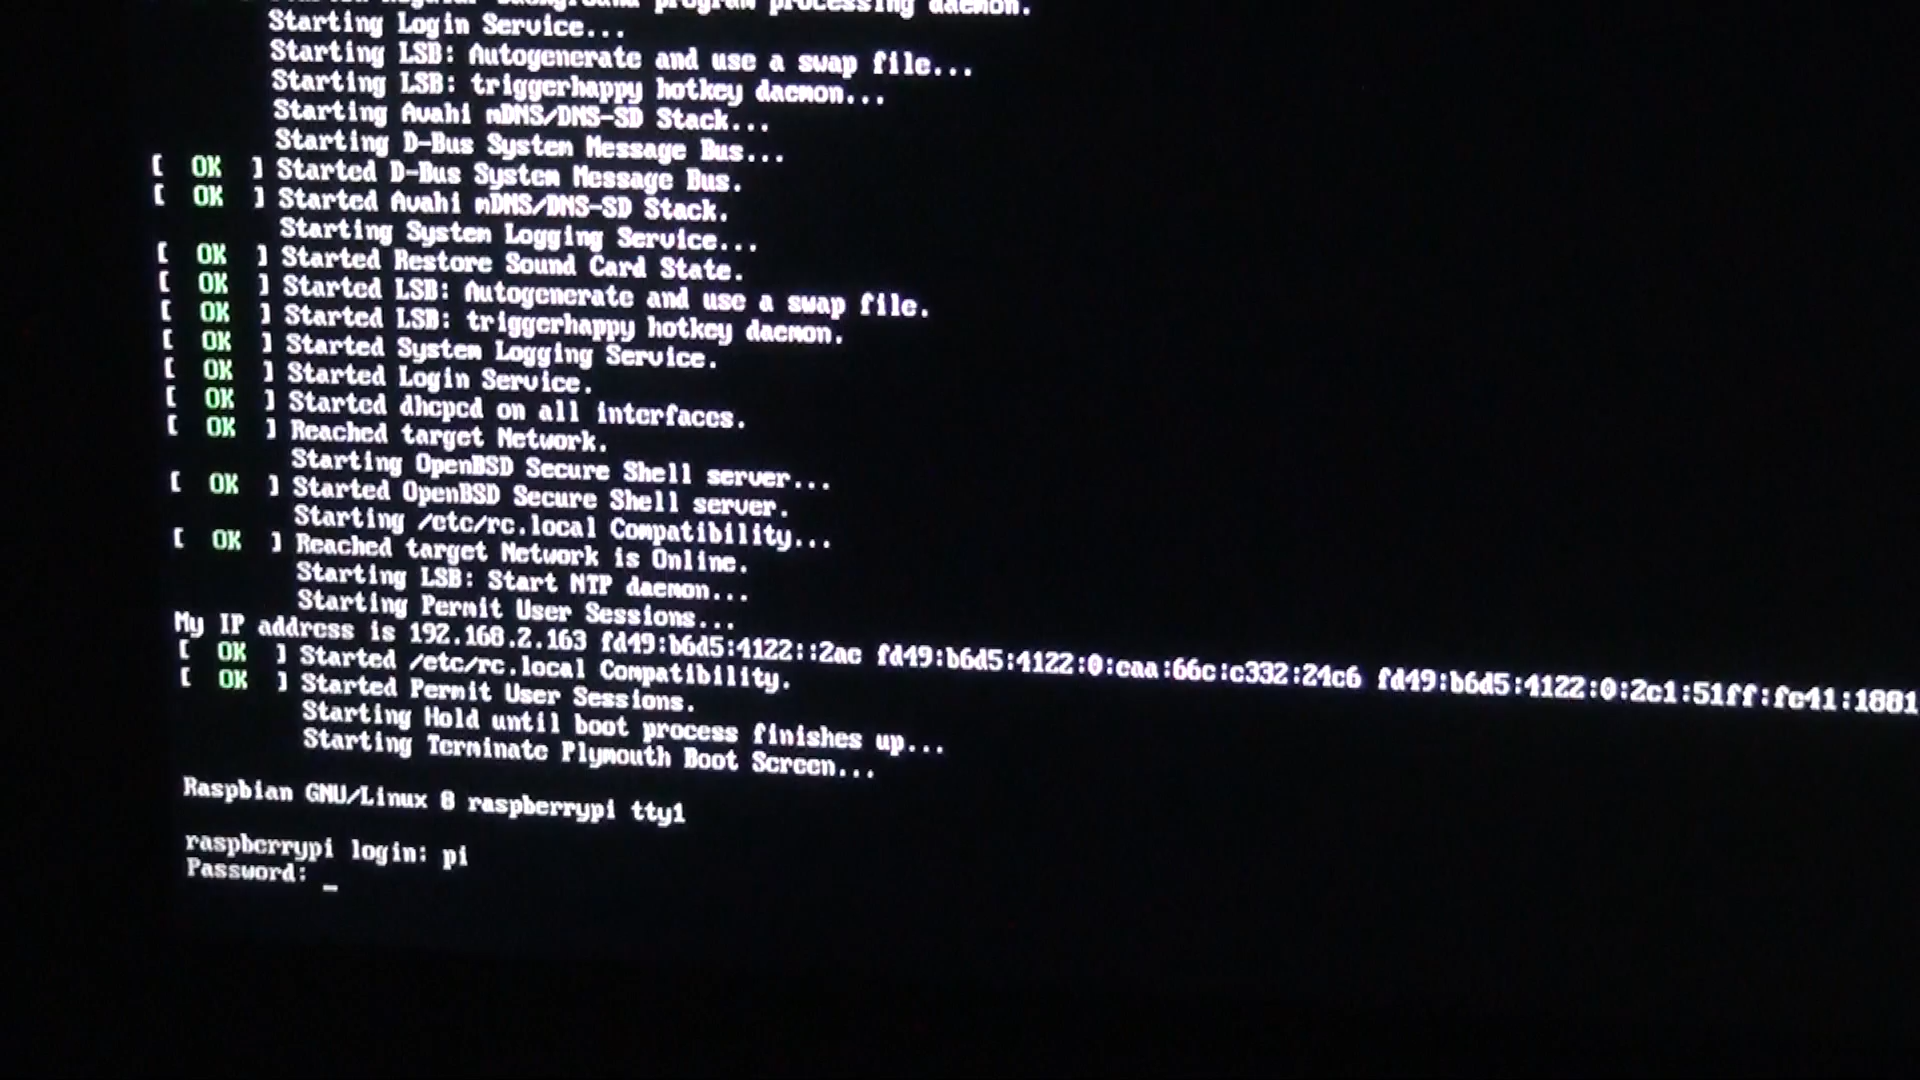 Starting Regular background program processing daemon.
Starting Login Service...
Starting LSB: Autogenerate and use a swap file...
Starting LSB: triggerhappy hotkey daemon...
Starting Avahi mDNS/DNS-SD Stack...
Starting D-Bus System Message Bus...
[  OK  ] Started D-Bus System Message Bus.
[  OK  ] Started Avahi mDNS/DNS-SD Stack.
Starting System Logging Service...
[  OK  ] Started Restore Sound Card State.
[  OK  ] Started LSB: Autogenerate and use a swap file.
[  OK  ] Started LSB: triggerhappy hotkey daemon.
[  OK  ] Started System Logging Service.
[  OK  ] Started Login Service.
[  OK  ] Started dhcpcd on all interfaces.
[  OK  ] Reached target Network.
Starting OpenBSD Secure Shell server...
[  OK  ] Started OpenBSD Secure Shell server.
Starting /etc/rc.local Compatibility...
[  OK  ] Reached target Network is Online.
Starting LSB: Start NTP daemon...
Starting Permit User Sessions...
My IP address is 192.168.2.163 fd49:b6d5:4122::2ac fd49:b6d5:4122:0:eaa:66c:c332:24c6 fd49:b6d5:4122:0:2c1:51ff:fe41:1881
[  OK  ] Started /etc/rc.local Compatibility.
[  OK  ] Started Permit User Sessions.
Starting Hold until boot process finishes up...
Starting Terminate Plymouth Boot Screen...
Raspbian GNU/Linux 8 raspberrypi tty1
raspberrypi login: pi
Password: _